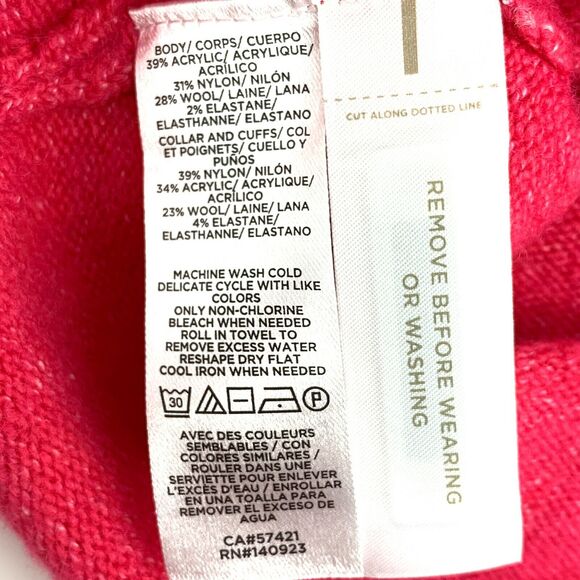 BODY/ CORPS/ CUERPO
39% ACRYLIC/ ACRYLIQUE/
ACRÍLICO
31% NYLON/ NILÓN
28% WOOL/ LAINE/ LANA
2% ELASTANE/
ELASTHANNE/ ELASTANO
COLLAR AND CUFFS/ COL
ET POIGNETS/ CUELLO Y
PUÑOS
39% NYLON/ NILÓN
34% ACRYLIC/ ACRYLIQUE/
ACRÍLICO
23% WOOL/ LAINE/ LANA
4% ELASTANE/
ELASTHANNE/ ELASTANO
MACHINE WASH COLD
DELICATE CYCLE WITH LIKE
COLORS
ONLY NON-CHLORINE
BLEACH WHEN NEEDED
ROLL IN TOWEL TO
REMOVE EXCESS WATER
RESHAPE DRY FLAT
COOL IRON WHEN NEEDED
30 P
AVEC DES COULEURS
SEMBLABLES / CON
COLORES SIMILARES /
ROULER DANS UNE
SERVIETTE POUR ENLEVER
L'EXCÈS D'EAU / ENROLLAR
EN UNA TOALLA PARA
REMOVER EL EXCESO DE
AGUA
CA#57421
RN#140923
CUT ALONG DOTTED LINE
REMOVE BEFORE WEARING
OR WASHING